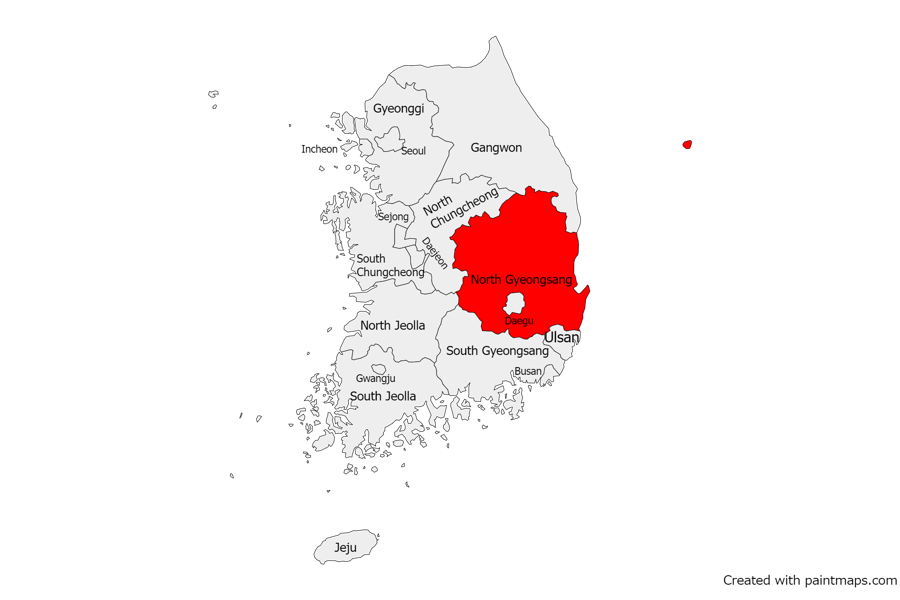 Gyeonggi
Gangwon
Incheon
Seoul
North
Chungcheong
Sejong
Daejeon
South
Chungcheong
North Gyeongsang
Daegu
North Jeolla
Ulsan
South Gyeongsang
Busan
Gwangju
South Jeolla
Jeju
Created with paintmaps.com